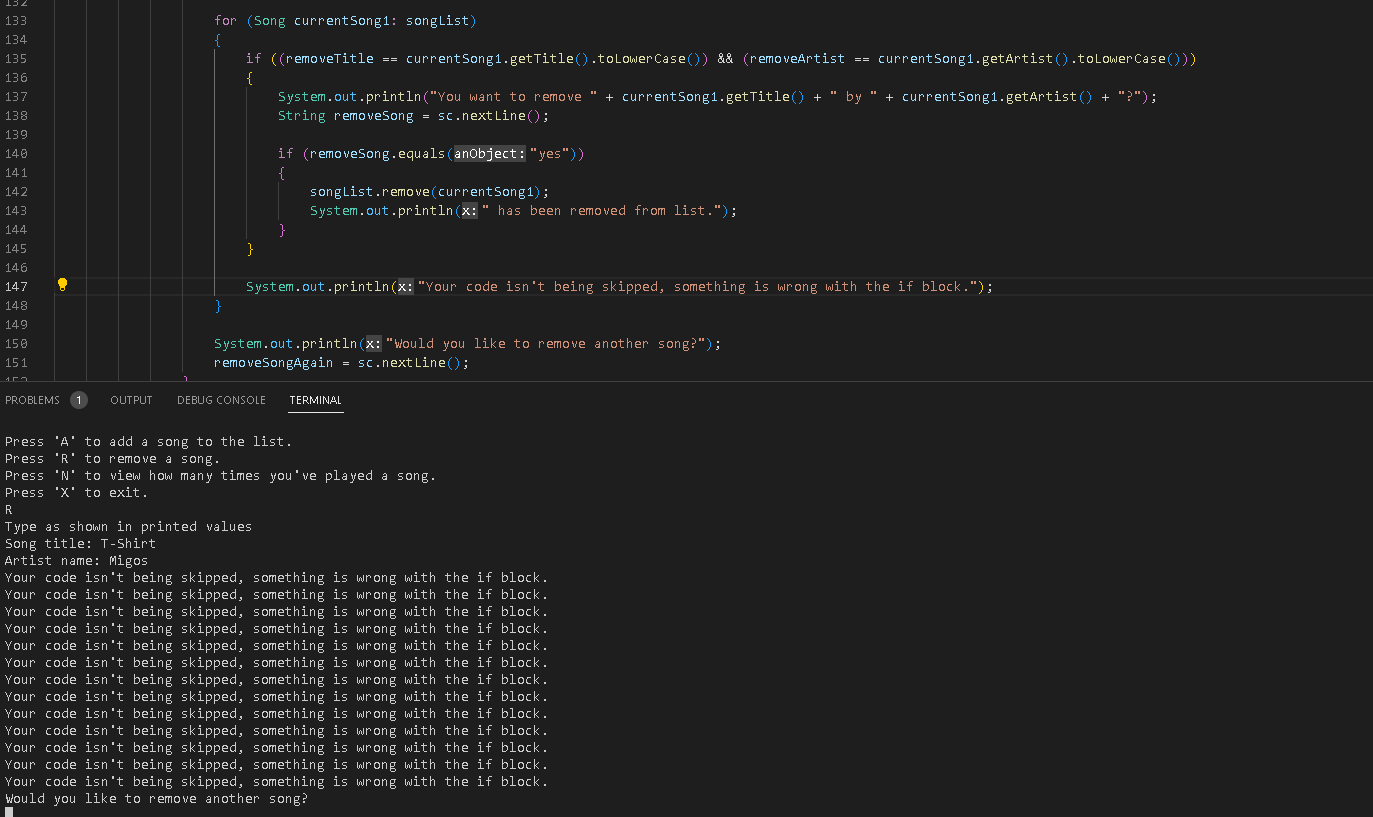 132
133 for (Song currentSong1: songList)
134 {
135 if ((removeTitle == currentSong1.getTitle().toLowerCase()) && (removeArtist == currentSong1.getArtist().toLowerCase()))
136 {
137 System.out.println("You want to remove " + currentSong1.getTitle() + " by " + currentSong1.getArtist() + "?");
138 String removeSong = sc.nextLine();
139
140 if (removeSong.equals(anObject: "yes"))
141 {
142 songList.remove(currentSong1);
143 System.out.println(x: " has been removed from list.");
144 }
145 }
146
147 System.out.println(x: "Your code isn't being skipped, something is wrong with the if block.");
148 }
149
150 System.out.println(x: "Would you like to remove another song?");
151 removeSongAgain = sc.nextLine();
152 }
PROBLEMS 1 OUTPUT DEBUG CONSOLE TERMINAL
Press 'A' to add a song to the list.
Press 'R' to remove a song.
Press 'N' to view how many times you've played a song.
Press 'X' to exit.
R
Type as shown in printed values
Song title: T-Shirt
Artist name: Migos
Your code isn't being skipped, something is wrong with the if block.
Your code isn't being skipped, something is wrong with the if block.
Your code isn't being skipped, something is wrong with the if block.
Your code isn't being skipped, something is wrong with the if block.
Your code isn't being skipped, something is wrong with the if block.
Your code isn't being skipped, something is wrong with the if block.
Your code isn't being skipped, something is wrong with the if block.
Your code isn't being skipped, something is wrong with the if block.
Your code isn't being skipped, something is wrong with the if block.
Your code isn't being skipped, something is wrong with the if block.
Your code isn't being skipped, something is wrong with the if block.
Your code isn't being skipped, something is wrong with the if block.
Your code isn't being skipped, something is wrong with the if block.
Would you like to remove another song?